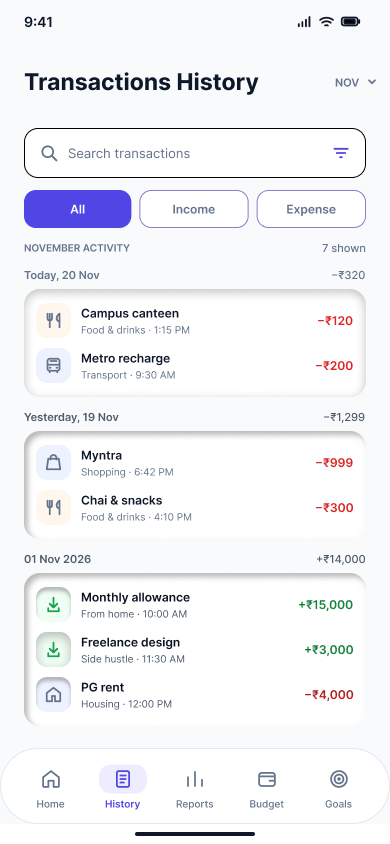 9:41
Transactions History
NOV
Search transactions
All
Income
Expense
NOVEMBER ACTIVITY
7 shown
Today, 20 Nov
−₹320
Campus canteen
Food & drinks · 1:15 PM
−₹120
Metro recharge
Transport · 9:30 AM
−₹200
Yesterday, 19 Nov
−₹1,299
Myntra
Shopping · 6:42 PM
−₹999
Chai & snacks
Food & drinks · 4:10 PM
−₹300
01 Nov 2026
+₹14,000
Monthly allowance
From home · 10:00 AM
+₹15,000
Freelance design
Side hustle · 11:30 AM
+₹3,000
PG rent
Housing · 12:00 PM
−₹4,000
Home
History
Reports
Budget
Goals